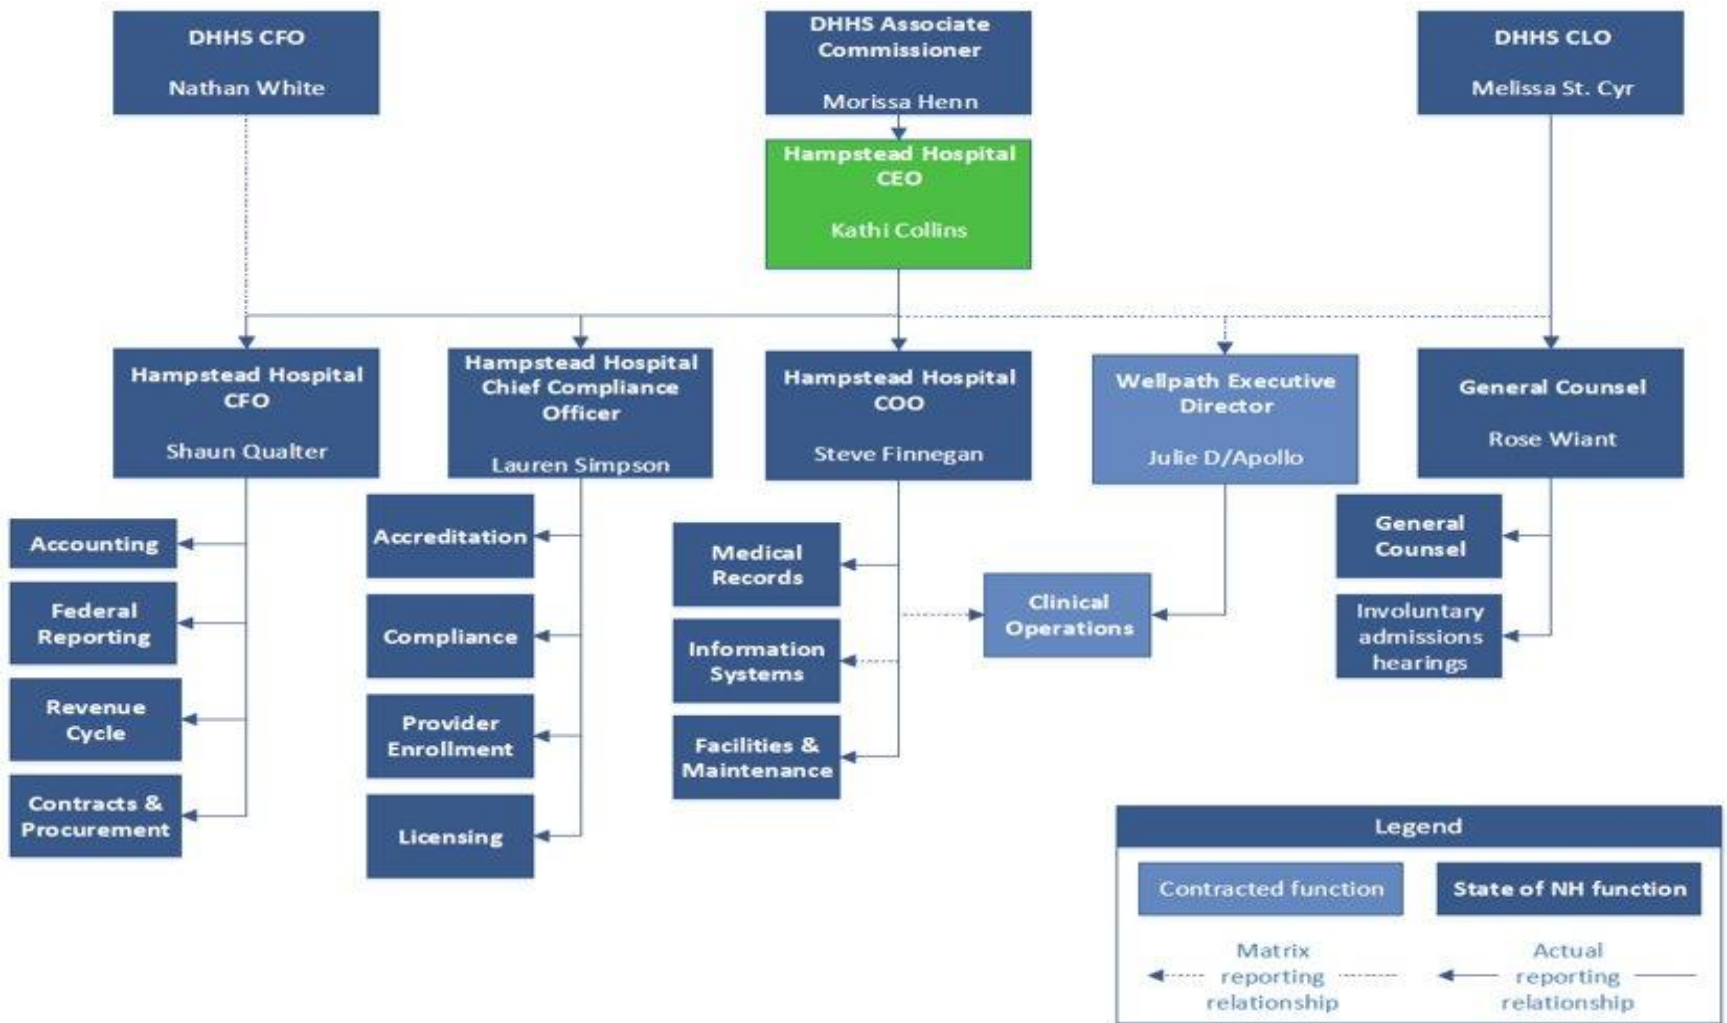 DHHS CFO
Nathan White
DHHS Associate
Commissioner
Morissa Henn
DHHS CLO
Melissa St. Cyr
Hampstead Hospital
CEO
Kathi Collins
Hampstead Hospital
CFO
Shaun Qualter
Hampstead Hospital
Chief Compliance
Officer
Lauren Simpson
Hampstead Hospital
COO
Steve Finnegan
Wellpath Executive
Director
Julie D/Apollo
General Counsel
Rose Wiant
Accounting
Federal
Reporting
Revenue
Cycle
Contracts &
Procurement
Accreditation
Compliance
Provider
Enrollment
Licensing
Medical
Records
Information
Systems
Facilities &
Maintenance
Clinical
Operations
General
Counsel
Involuntary
admissions
hearings
Legend
Contracted function
State of NH function
Matrix
reporting
relationship
Actual
reporting
relationship